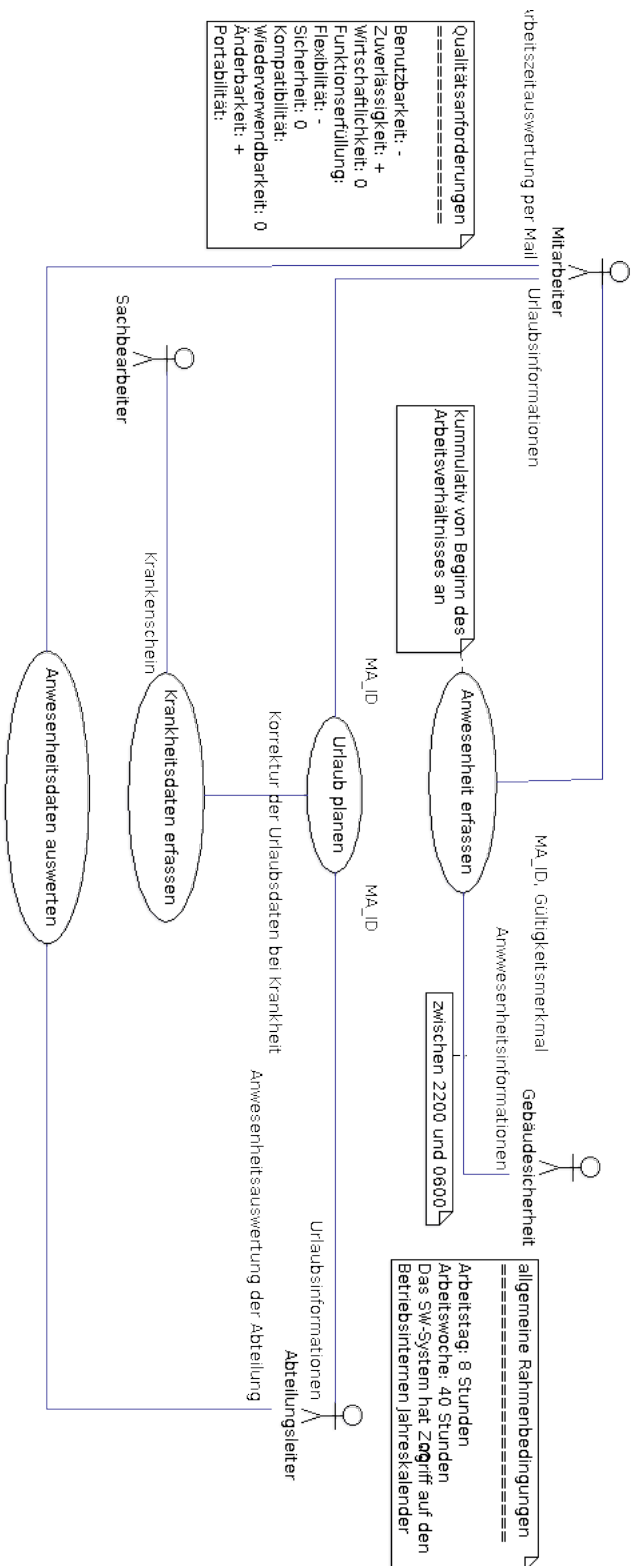 Mitarbeiter
rbeitszeitauswertung per Mail
Urlaubsinformationen
MA_ID, Gültigkeitsmerkmal
Anwesenheitsinformationen
Gebäudesicherheit
allgemeine Rahmenbedingungen
========================
Arbeitstag: 8 Stunden
Arbeitswoche: 40 Stunden
Das SW-System hat Zugriff auf den
Betriebsinternen Jahreskalender
Qualitätsanforderungen
==================
Benutzbarkeit: -
Zuverlässigkeit: +
Wirtschaftlichkeit: 0
Funktionserfüllung:
Flexibilität: -
Sicherheit: 0
Kompatibilität:
Wiederverwendbarkeit: 0
Änderbarkeit: +
Portabilität:
kummulativ von Beginn des
Arbeitsverhältnisses an
Anwesenheit erfassen
zwischen 2200 und 0600
MA_ID
MA_ID
Urlaub planen
Urlaubsinformationen
Abteilungsleiter
Sachbearbeiter
Korrektur der Urlaubsdaten bei Krankheit
Anwesenheitsauswertung der Abteilung
Krankenschein
Krankheitsdaten erfassen
Anwesenheitsdaten auswerten